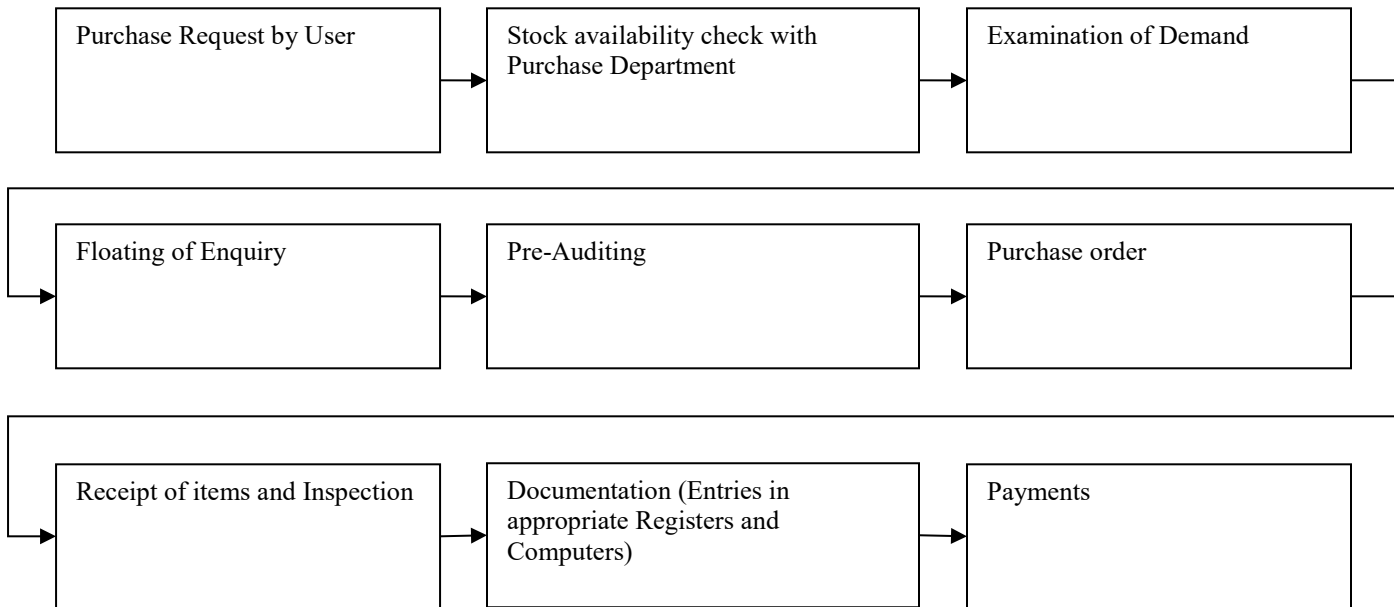 Purchase Request by User
Stock availability check with
Purchase Department
Examination of Demand
Floating of Enquiry
Pre-Auditing
Purchase order
Receipt of items and Inspection
Documentation (Entries in
appropriate Registers and
Computers)
Payments